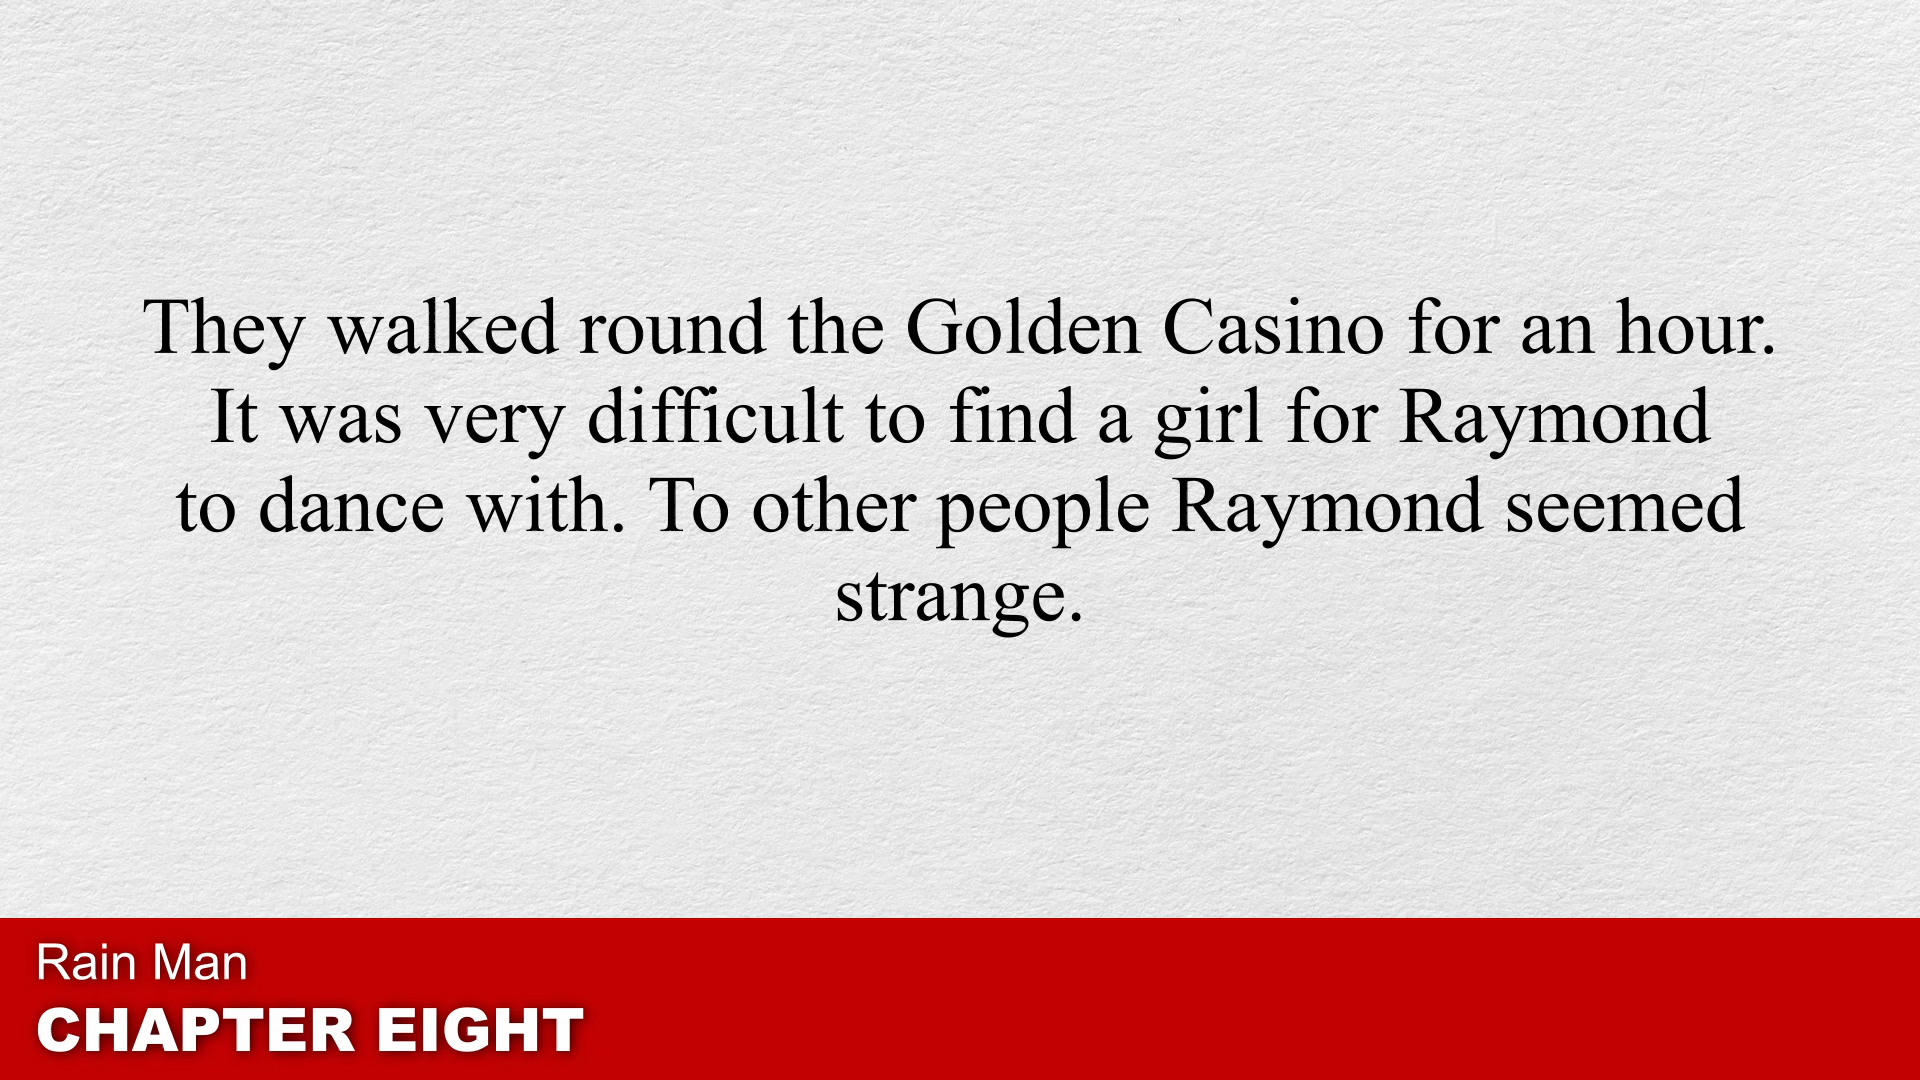 They walked round the Golden Casino for an hour.
It was very difficult to find a girl for Raymond
to dance with. To other people Raymond seemed
strange.
Rain Man
CHAPTER EIGHT